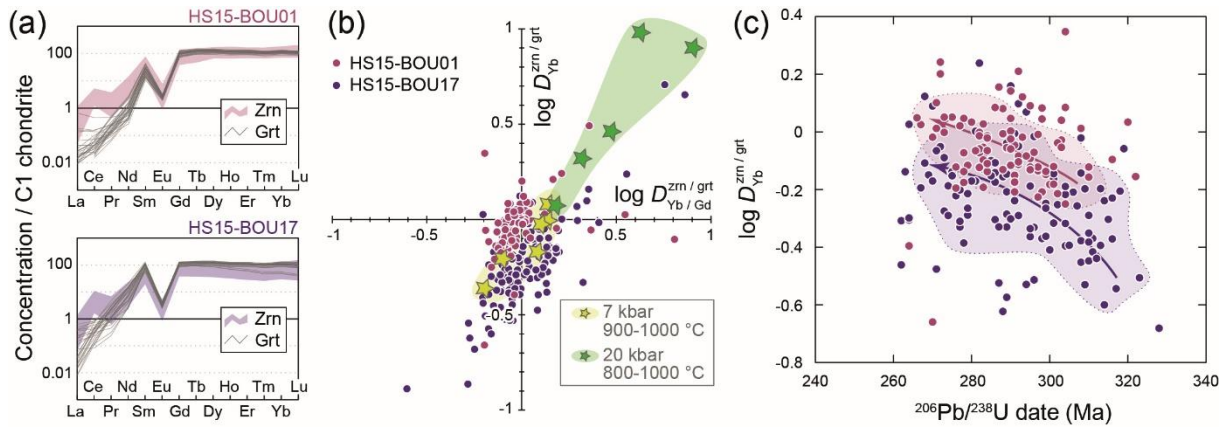 (a)
HS15-BOU01
Concentration / C1 chondrite
100
1
0.01
Zrn
Grt
La Ce Pr Nd Sm Eu Gd Tb Dy Ho Er Tm Yb Lu
HS15-BOU17
100
1
0.01
Zrn
Grt
La Ce Pr Nd Sm Eu Gd Tb Dy Ho Er Tm Yb Lu
(b)
HS15-BOU01
HS15-BOU17
log D zrn / grt Yb
1
0.5
log D zrn / grt Yb / Gd
-1 -0.5 0.5 1
-0.5
-1
7 kbar
900-1000 °C
20 kbar
800-1000 °C
(c)
log D zrn / grt Yb
0.4
0.2
0
-0.2
-0.4
-0.6
-0.8
240 260 280 300 320 340
²⁰⁶Pb/²³⁸U date (Ma)